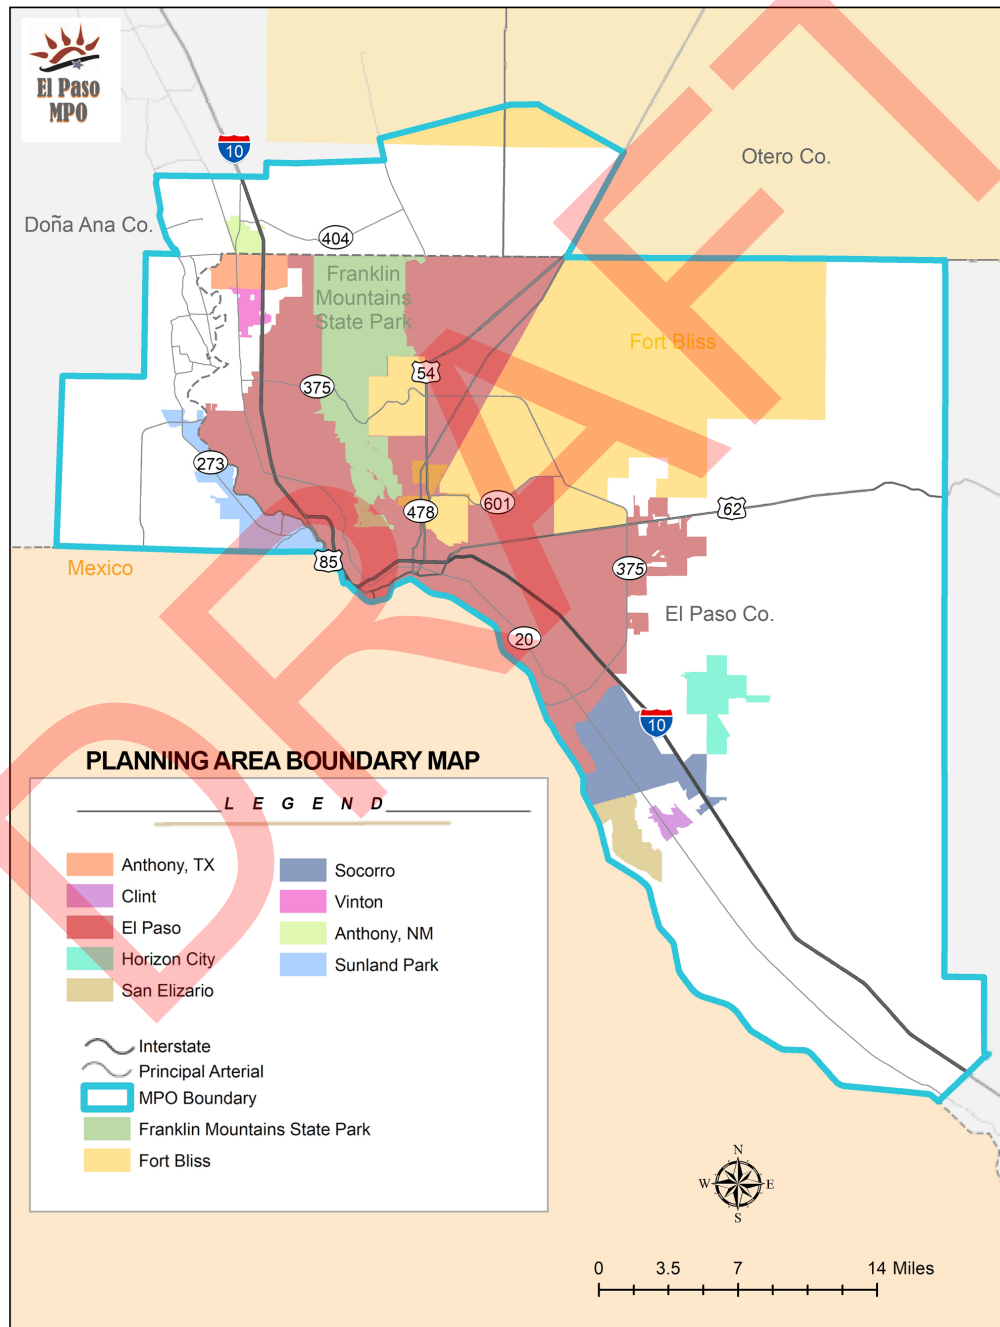 El Paso
MPO
10
Otero Co.
Doña Ana Co.
404
Franklin
Mountains
State Park
Fort Bliss
54
375
273
601
62
478
85
Mexico
375
El Paso Co.
20
10
DRAFT
PLANNING AREA BOUNDARY MAP
LEGEND
Anthony, TX
Clint
El Paso
Horizon City
San Elizario
Socorro
Vinton
Anthony, NM
Sunland Park
Interstate
Principal Arterial
MPO Boundary
Franklin Mountains State Park
Fort Bliss
N
W E
S
0 3.5 7 14 Miles